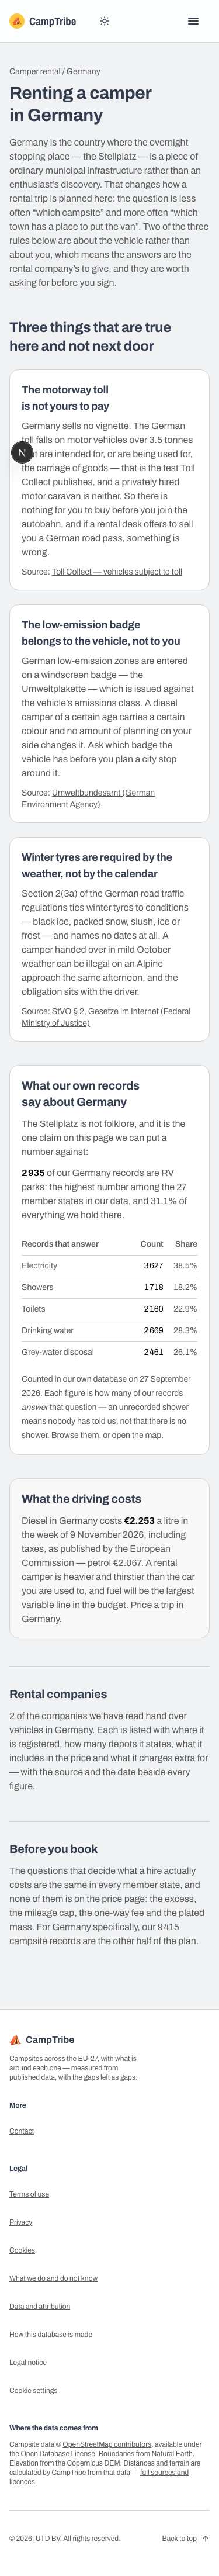 CampTribe
Camper rental / Germany
Renting a camper
in Germany
Germany is the country where the overnight
stopping place — the Stellplatz — is a piece of
ordinary municipal infrastructure rather than an
enthusiast's discovery. That changes how a
rental trip is planned here: the question is less
often “which campsite” and more often “which
town has a place to put the van”. Two of the three
rules below are about the vehicle rather than
about you, which means the answers are the
rental company's to give, and they are worth
asking for before you sign.
Three things that are true
here and not next door
The motorway toll
is not yours to pay
Germany sells no vignette. The German
toll falls on motor vehicles over 3.5 tonnes
are intended for, or are being used for,
the carriage of goods — that is the test Toll
Collect publishes, and a privately hired
motor caravan is neither. So there is
nothing for you to buy before you join the
autobahn, and if a rental desk offers to sell
you a German road pass, something is
wrong.
Source: Toll Collect — vehicles subject to toll
The low-emission badge
belongs to the vehicle, not to you
German low-emission zones are entered
on a windscreen badge — the
Umweltplakette — which is issued against
the vehicle's emissions class. A diesel
camper of a certain age carries a certain
colour and no amount of planning on your
side changes it. Ask which badge the
vehicle has before you plan a city stop
around it.
Source: Umweltbundesamt (German
Environment Agency)
Winter tyres are required by the
weather, not by the calendar
Section 2(3a) of the German road traffic
regulations ties winter tyres to conditions
— black ice, packed snow, slush, ice or
frost — and names no dates at all. A
camper handed over in mild October
weather can be illegal on an Alpine
approach the same afternoon, and the
obligation sits with the driver.
Source: StVO § 2, Gesetze im Internet (Federal
Ministry of Justice)
What our own records
say about Germany
The Stellplatz is not folklore, and it is the
one claim on this page we can put a
number against:
2 935 of our Germany records are RV
parks: the highest number among the 27
member states in our data, and 31.1% of
everything we hold there.
Records that answer Count Share
Electricity 3 627 38.5%
Showers 1 718 18.2%
Toilets 2 160 22.9%
Drinking water 2 669 28.3%
Grey-water disposal 2 461 26.1%
Counted in our own database on 27 September
2026. Each figure is how many of our records
answer that question — an unrecorded shower
means nobody has told us, not that there is no
shower. Browse them, or open the map.
What the driving costs
Diesel in Germany costs €2.253 a litre in
the week of 9 November 2026, including
taxes, as published by the European
Commission — petrol €2.067. A rental
camper is heavier and thirstier than the car
you are used to, and fuel will be the largest
variable line in the budget. Price a trip in
Germany.
Rental companies
2 of the companies we have read hand over
vehicles in Germany. Each is listed with where it
is registered, how many depots it states, what it
includes in the price and what it charges extra for
— with the source and the date beside every
figure.
Before you book
The questions that decide what a hire actually
costs are the same in every member state, and
none of them is on the price page: the excess,
the mileage cap, the one-way fee and the plated
mass. For Germany specifically, our 9 415
campsite records are the other half of the plan.
CampTribe
Campsites across the EU-27, with what is
around each one — measured from
published data, with the gaps left as gaps.
More
Contact
Legal
Terms of use
Privacy
Cookies
What we do and do not know
Data and attribution
How this database is made
Legal notice
Cookie settings
Where the data comes from
Campsite data © OpenStreetMap contributors, available under
the Open Database License. Boundaries from Natural Earth.
Elevation from the Copernicus DEM. Distances and terrain are
calculated by CampTribe from that data — full sources and
licences.
© 2026. UTD BV. All rights reserved. Back to top